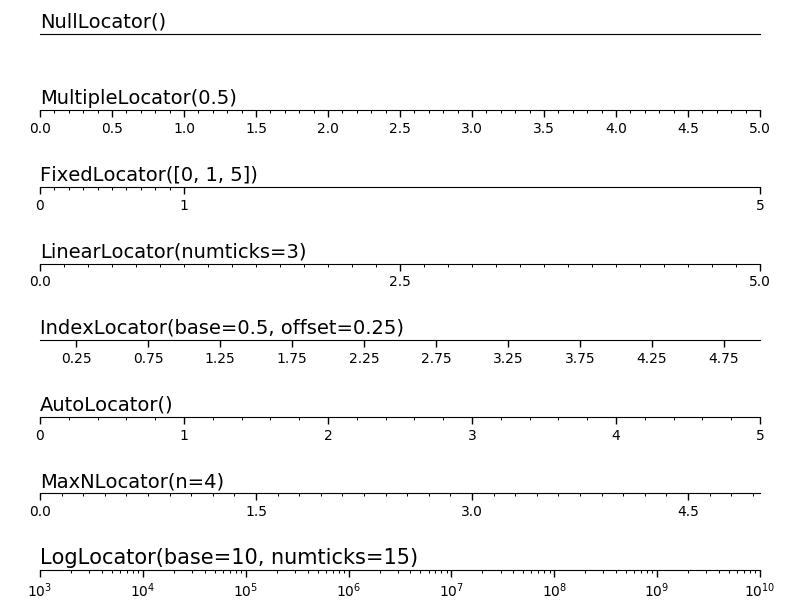 NullLocator()
MultipleLocator(0.5)
0.0 0.5 1.0 1.5 2.0 2.5 3.0 3.5 4.0 4.5 5.0
FixedLocator([0, 1, 5])
0 1 5
LinearLocator(numticks=3)
0.0 2.5 5.0
IndexLocator(base=0.5, offset=0.25)
0.25 0.75 1.25 1.75 2.25 2.75 3.25 3.75 4.25 4.75
AutoLocator()
0 1 2 3 4 5
MaxNLocator(n=4)
0.0 1.5 3.0 4.5
LogLocator(base=10, numticks=15)
10³ 10⁴ 10⁵ 10⁶ 10⁷ 10⁸ 10⁹ 10¹⁰